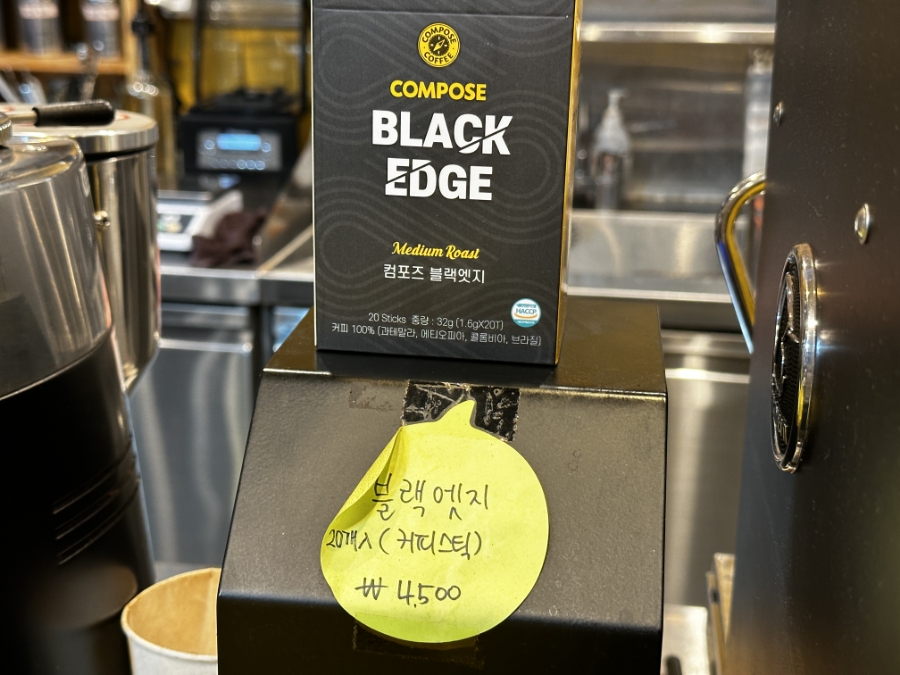 COMPOSE COFFEE
COMPOSE
BLACK
EDGE
Medium Roast
컴포즈 블랙엣지
20 Sticks 중량 : 32g (1.6gX20T)
HACCP
커피 100% (과테말라, 에티오피아, 콜롬비아, 브라질)
블랙엣지
20개入 (커피스틱)
₩ 4,500